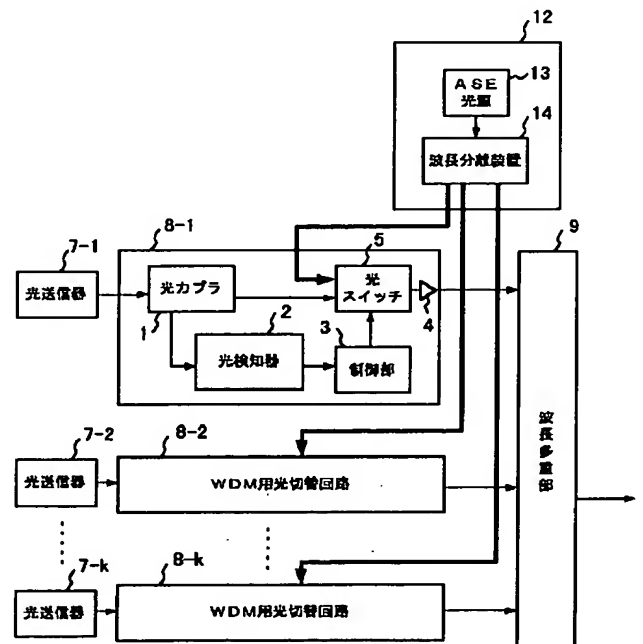 12
13
ASE
光源
14
波長分離装置
8-1
7-1
5
9
光送信器
光カプラ
光
スイッチ
1
2
3
4
光検知器
制御部
7-2
8-2
光送信器
WDM用光切替回路
波長多重部
7-k
8-k
光送信器
WDM用光切替回路